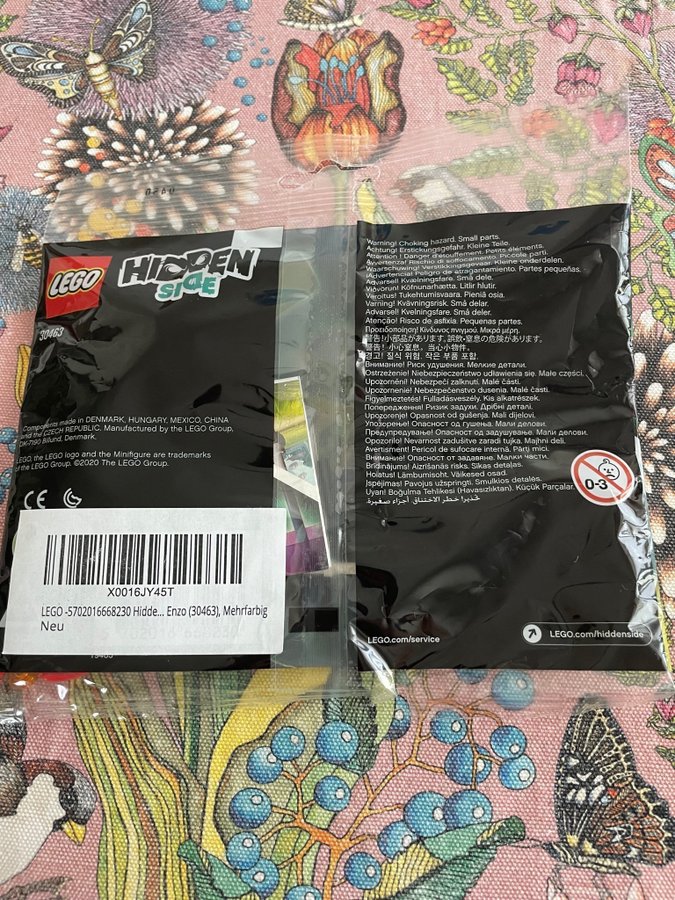 LEGO
HIDDEN
SIDE
30463
Components made in DENMARK, HUNGARY, MEXICO, CHINA
and the CZECH REPUBLIC, Manufactured by the LEGO Group,
DK-7190 Billund, Denmark.
LEGO, the LEGO logo and the Minifigure are trademarks
of the LEGO Group. ©2020 The LEGO Group.
CE
X0016JY45T
LEGO -5702016668230 Hidde... Enzo (30463), Mehrfarbig
Neu
Warning! Choking hazard. Small parts.
Achtung! Erstickungsgefahr. Kleine Teile.
Attention ! Danger d'étouffement. Petits éléments.
Avvertenza! Rischio di soffocamento. Piccole parti.
Waarschuwing! Verstikkingsgevaar. Kleine onderdelen.
¡Advertencia! Peligro de atragantamiento. Partes pequeñas.
Advarsel! Kvælningsfare. Små dele.
Viðvörun! Köfnunarhætta. Litlir hlutir.
Varoitus! Tukehtumisvaara. Pieniä osia.
Varning! Kvävningsrisk. Små delar.
Advarsel! Kvelningsfare. Små deler.
Atenção! Risco de asfixia. Pequenas partes.
Προειδοποίηση! Κίνδυνος πνιγμού. Μικρά μέρη.
警告!小部品があります。誤飲・窒息の危険があります。
警告! 小心窒息。当心小物件。
경고! 질식 위험. 작은 부품 포함.
Внимание! Риск удушения. Мелкие детали.
Ostrzeżenie! Niebezpieczeństwo udławienia się. Małe części.
Upozornění! Nebezpečí zalknutí. Malé části.
Upozornenie! Nebezpečenstvo dusenia. Malé časti.
Figyelmeztetés! Fulladásveszély. Kis alkatrészek.
Попередження! Ризик задухи. Дрібні деталі.
Upozorenje! Opasnost od gušenja. Mali dijelovi.
Упозорење! Опасност од гушења. Мали делови.
Предупредување! Опасност од задушување. Мали делови.
Opozorilo! Nevarnost zadušitve zaradi tujka. Majhni deli.
Avertisment! Pericol de sufocare internă. Părți mici.
Внимание! Опасност от задавяне. Малки части.
Brīdinājums! Aizrīšanās risks. Sīkas detaļas.
Hoiatus! Lämbumisoht. Väikesed osad.
Įspėjimas! Pavojus užspringti. Smulkios detalės.
Uyarı! Boğulma Tehlikesi (Havasızlıktan). Küçük Parçalar.
تحذير! خطر الاختناق. أجزاء صغيرة.
0-3
LEGO.com/service
LEGO.com/hiddenside